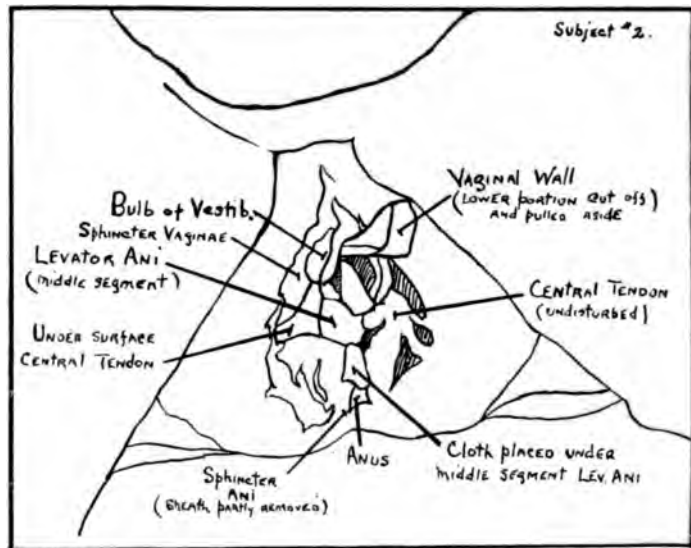 Subject #2.
Vaginal Wall
(Lower portion cut off)
and pulled aside
Bulb of Vestib.
Sphincter Vaginae
Levator Ani
(middle segment)
Central Tendon
(undisturbed)
Under surface
Central Tendon
Anus
Cloth placed under
middle segment Lev. Ani
Sphincter
Ani
(Sheath partly removed)